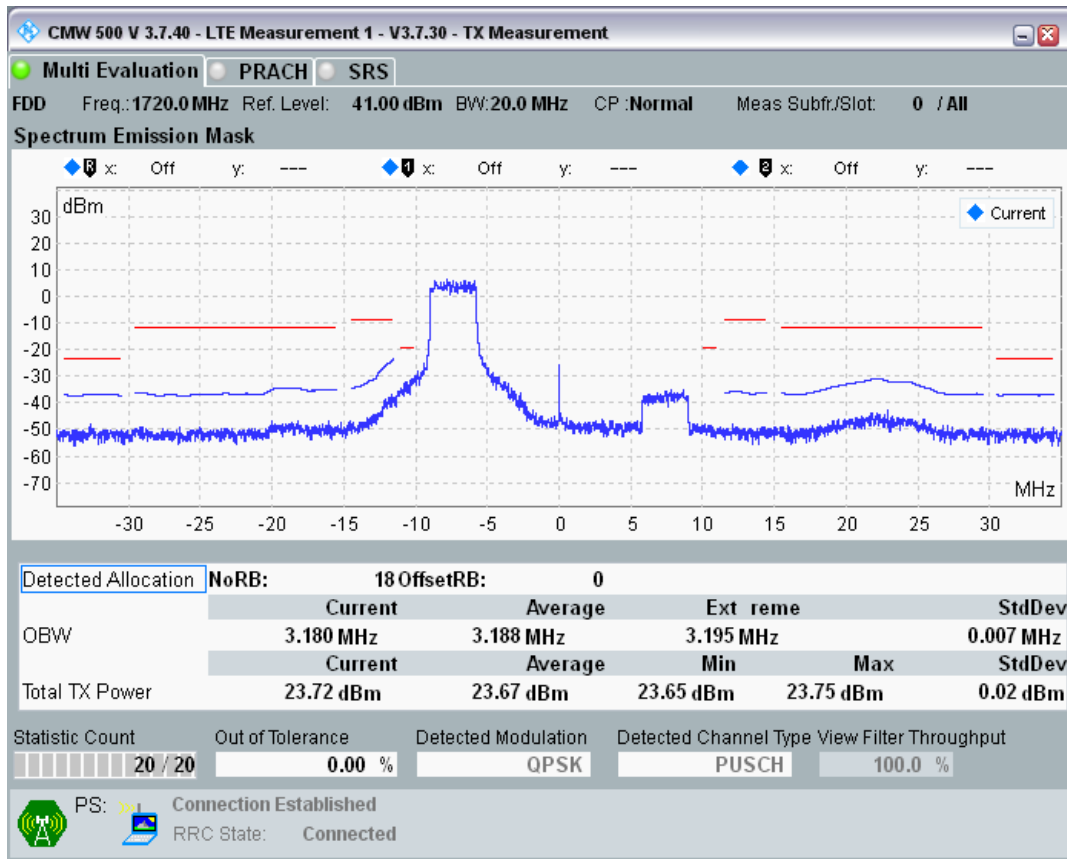 CMW 500 V 3.7.40 - LTE Measurement 1 - V3.7.30 - TX Measurement
Multi Evaluation PRACH SRS
FDD Freq.:1720.0 MHz Ref. Level: 41.00 dBm BW:20.0 MHz CP :Normal Meas Subfr./Slot: 0 / All
Spectrum Emission Mask
R x: Off y: --- 1 x: Off y: --- 2 x: Off y: ---
dBm
Current
30
20
10
0
-10
-20
-30
-40
-50
-60
-70
MHz
-30 -25 -20 -15 -10 -5 0 5 10 15 20 25 30
Detected Allocation NoRB: 18 OffsetRB: 0
Current Average Ext reme StdDev
OBW 3.180 MHz 3.188 MHz 3.195 MHz 0.007 MHz
Current Average Min Max StdDev
Total TX Power 23.72 dBm 23.67 dBm 23.65 dBm 23.75 dBm 0.02 dBm
Statistic Count Out of Tolerance Detected Modulation Detected Channel Type View Filter Throughput
20 / 20 0.00 % QPSK PUSCH 100.0 %
PS: Connection Established
RRC State: Connected